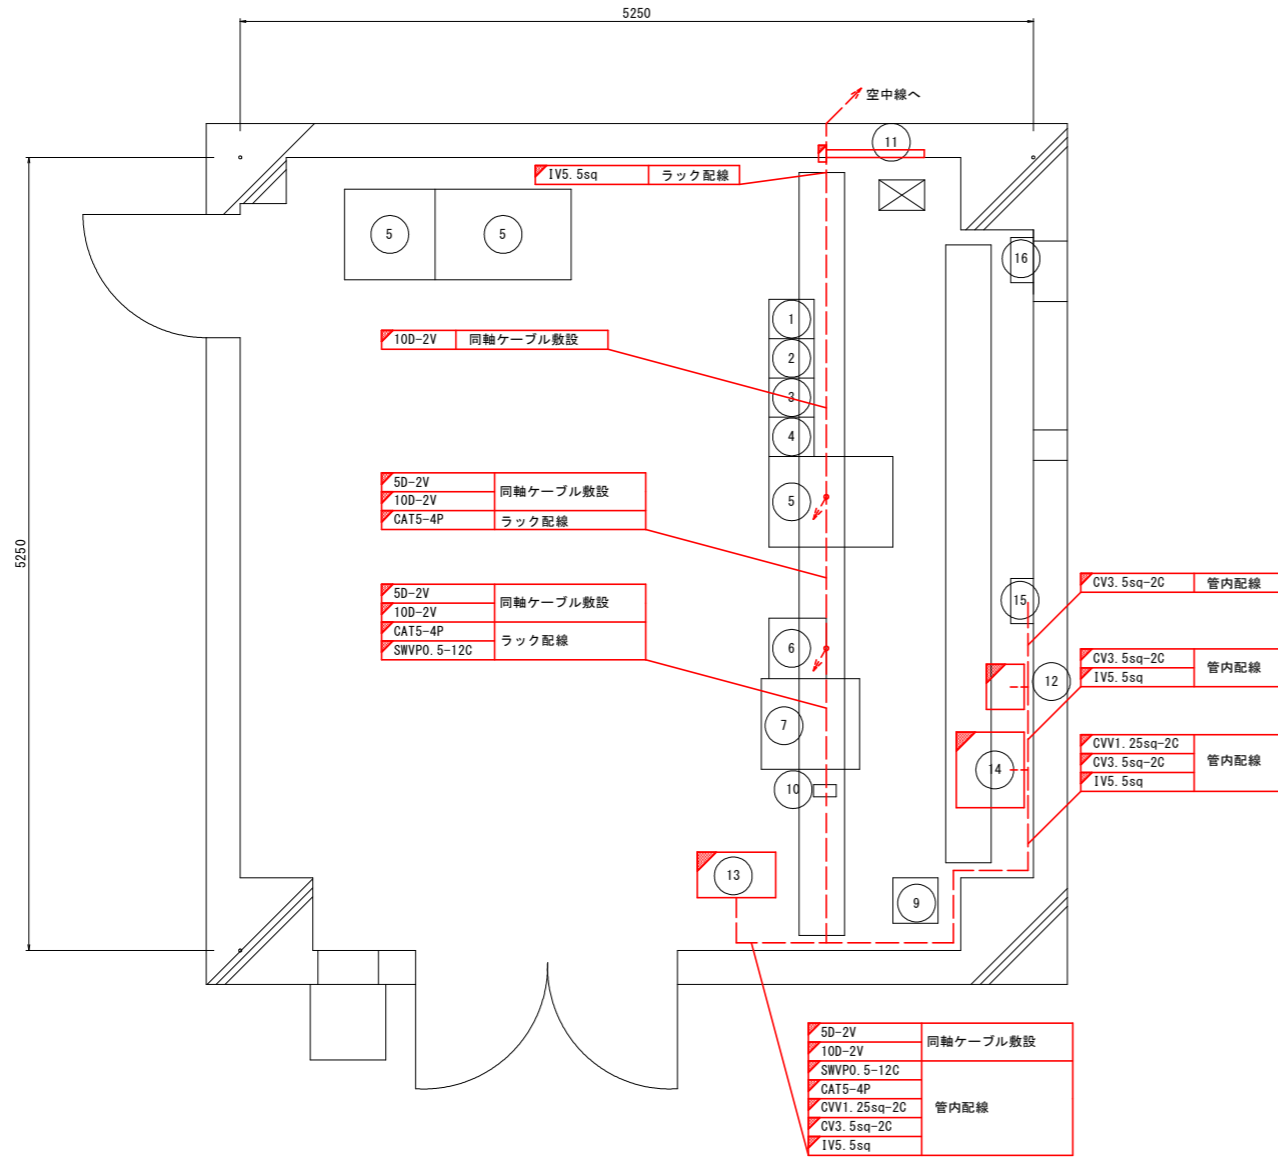 5250
空中線へ
11
IV5.5sq ラック配線
5
5
16
1
10D-2V 同軸ケーブル敷設
2
3
4
5D-2V 同軸ケーブル敷設
10D-2V
CAT5-4P ラック配線
5
5250
5D-2V 同軸ケーブル敷設
10D-2V
CAT5-4P ラック配線
SWVP0.5-12C
15
CV3.5sq-2C 管内配線
6
CV3.5sq-2C 管内配線
IV5.5sq
12
7
CVV1.25sq-2C 管内配線
CV3.5sq-2C
IV5.5sq
14
10
13
9
5D-2V 同軸ケーブル敷設
10D-2V
SWVP0.5-12C 管内配線
CAT5-4P
CVV1.25sq-2C
CV3.5sq-2C
IV5.5sq